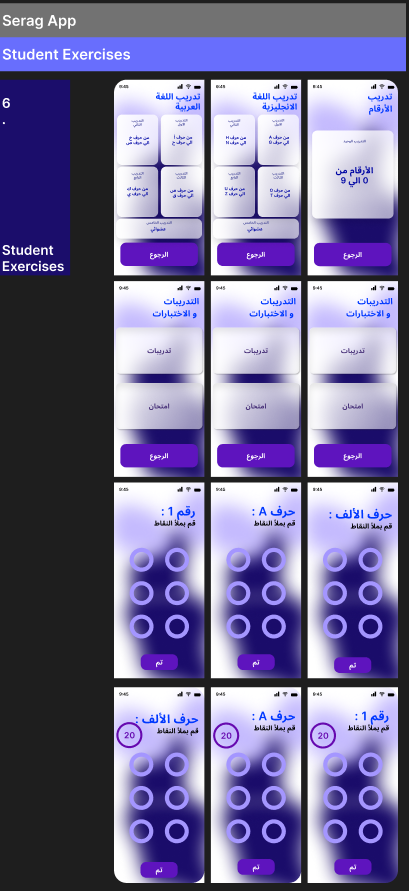 Serag App
Student Exercises
6
.
Student
Exercises
9:45
تدريب اللغة
العربية
التدريب
الأول
من حرف أ
الي حرف خ
التدريب
الثاني
من حرف ح
الي حرف ص
التدريب
الثالث
من حرف ض
الي حرف ق
التدريب
الرابع
من حرف ك
الي حرف ي
التدريب الخامس
عشوائي
الرجوع
9:45
تدريب اللغة
الانجليزية
التدريب
الأول
من حرف A
الي حرف G
التدريب
الثاني
من حرف H
الي حرف N
التدريب
الثالث
من حرف O
الي حرف T
التدريب
الرابع
من حرف U
الي حرف Z
التدريب الخامس
عشوائي
الرجوع
9:45
تدريب
الأرقام
الأرقام من
0 الي 9
الرجوع
9:45
التدريبات
و الاختبارات
تدريبات
امتحان
الرجوع
9:45
التدريبات
و الاختبارات
تدريبات
امتحان
الرجوع
9:45
التدريبات
و الاختبارات
تدريبات
امتحان
الرجوع
9:45
رقم 1 :
قم بملأ النقاط
تم
9:45
حرف A :
قم بملأ النقاط
تم
9:45
حرف الألف :
قم بملأ النقاط
تم
9:45
حرف الألف :
قم بملأ النقاط
20
تم
9:45
حرف A :
قم بملأ النقاط
20
تم
9:45
رقم 1 :
قم بملأ النقاط
20
تم